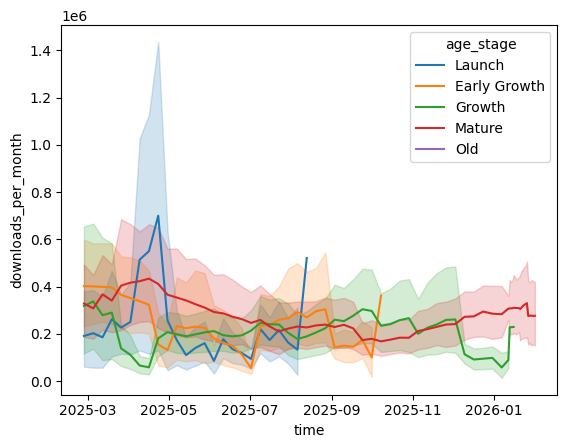 1e6
age_stage
Launch
Early Growth
Growth
Mature
Old
1.4
1.2
1.0
0.8
0.6
0.4
0.2
0.0
downloads_per_month
2025-03 2025-05 2025-07 2025-09 2025-11 2026-01
time